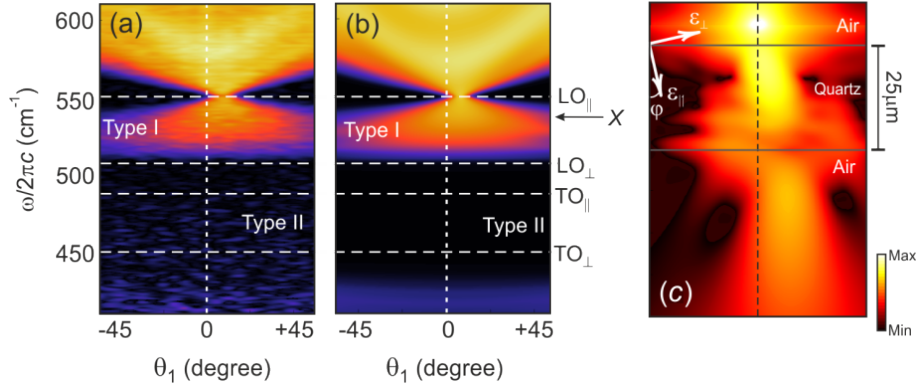 (a)
(b)
600
550
500
450
ω/2πc (cm⁻¹)
Type I
Type II
-45
0
+45
θ₁ (degree)
Type I
Type II
-45
0
+45
θ₁ (degree)
LO∥
X
LO⊥
TO∥
TO⊥
ε⊥
Air
Quartz
ε∥
φ
25μm
Air
(c)
Max
Min